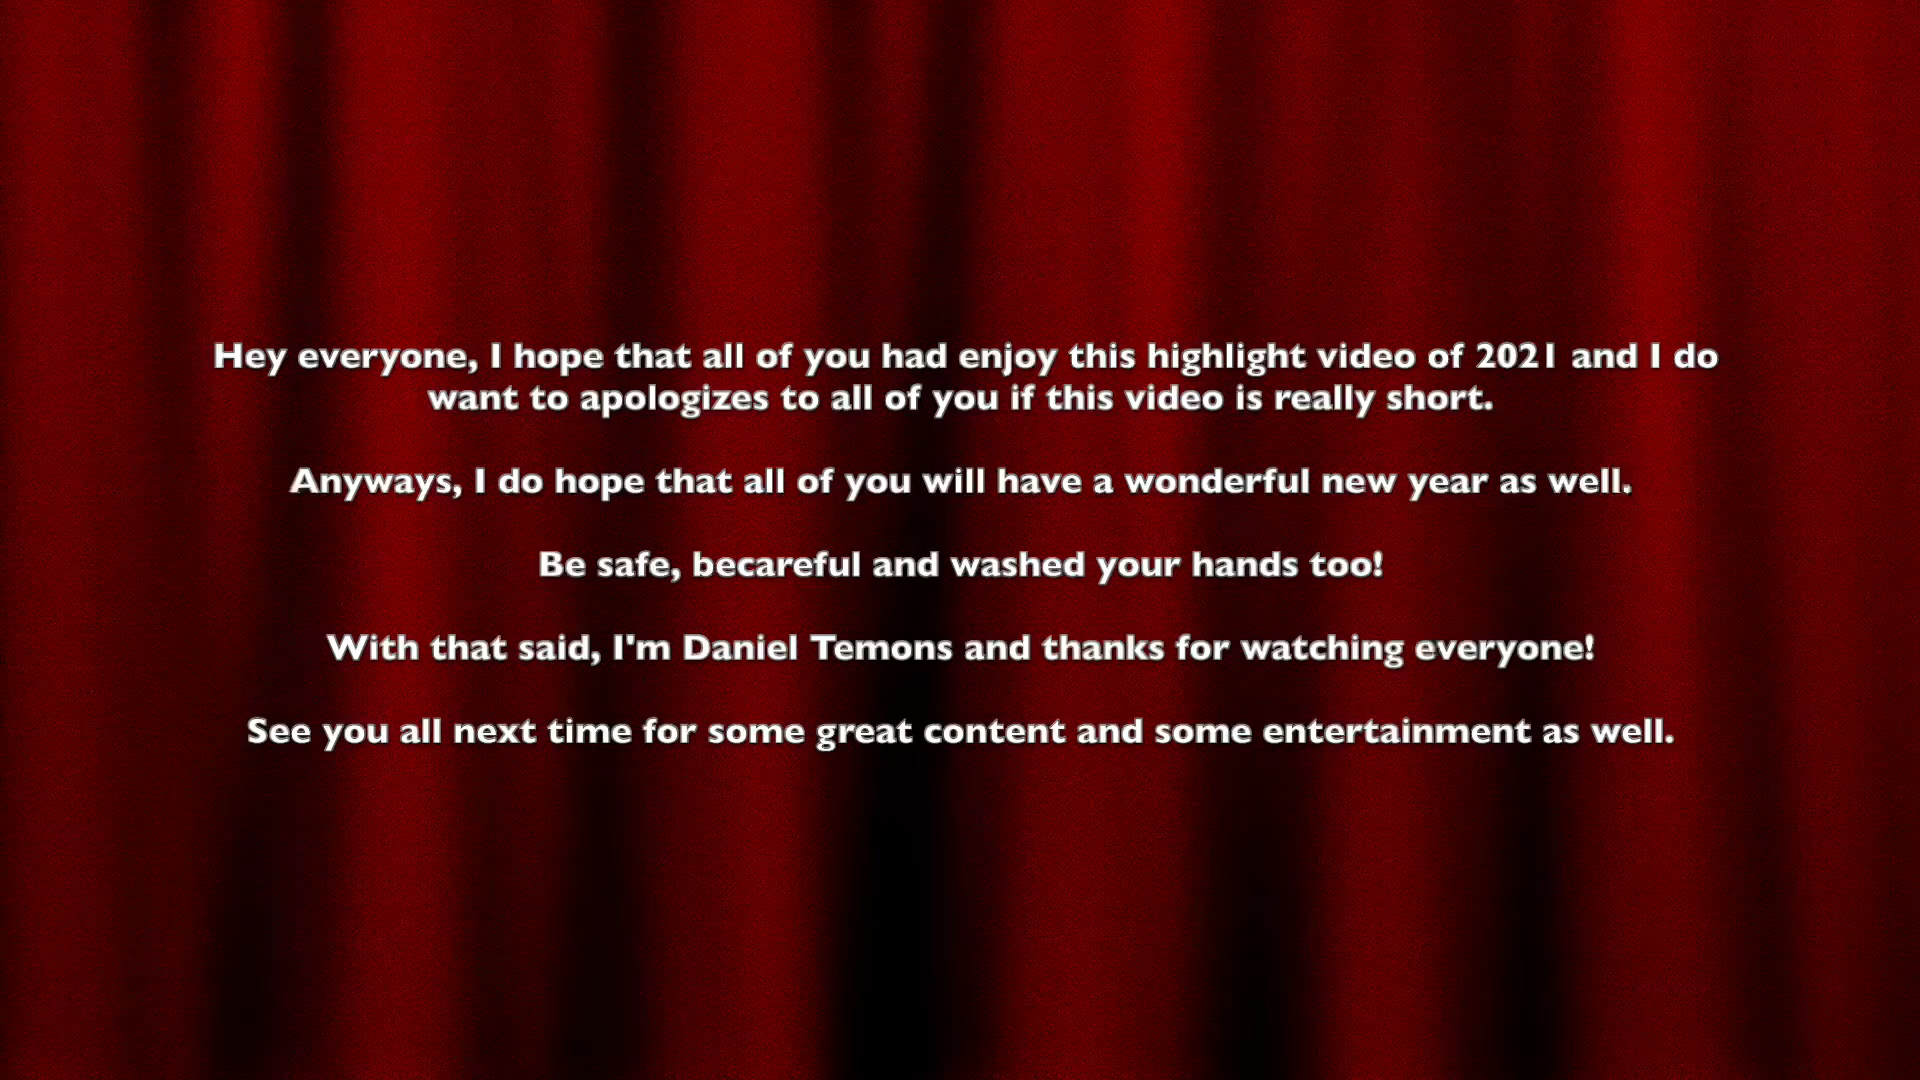 Hey everyone, I hope that all of you had enjoy this highlight video of 2021 and I do
want to apologizes to all of you if this video is really short.
Anyways, I do hope that all of you will have a wonderful new year as well.
Be safe, becareful and washed your hands too!
With that said, I'm Daniel Temons and thanks for watching everyone!
See you all next time for some great content and some entertainment as well.